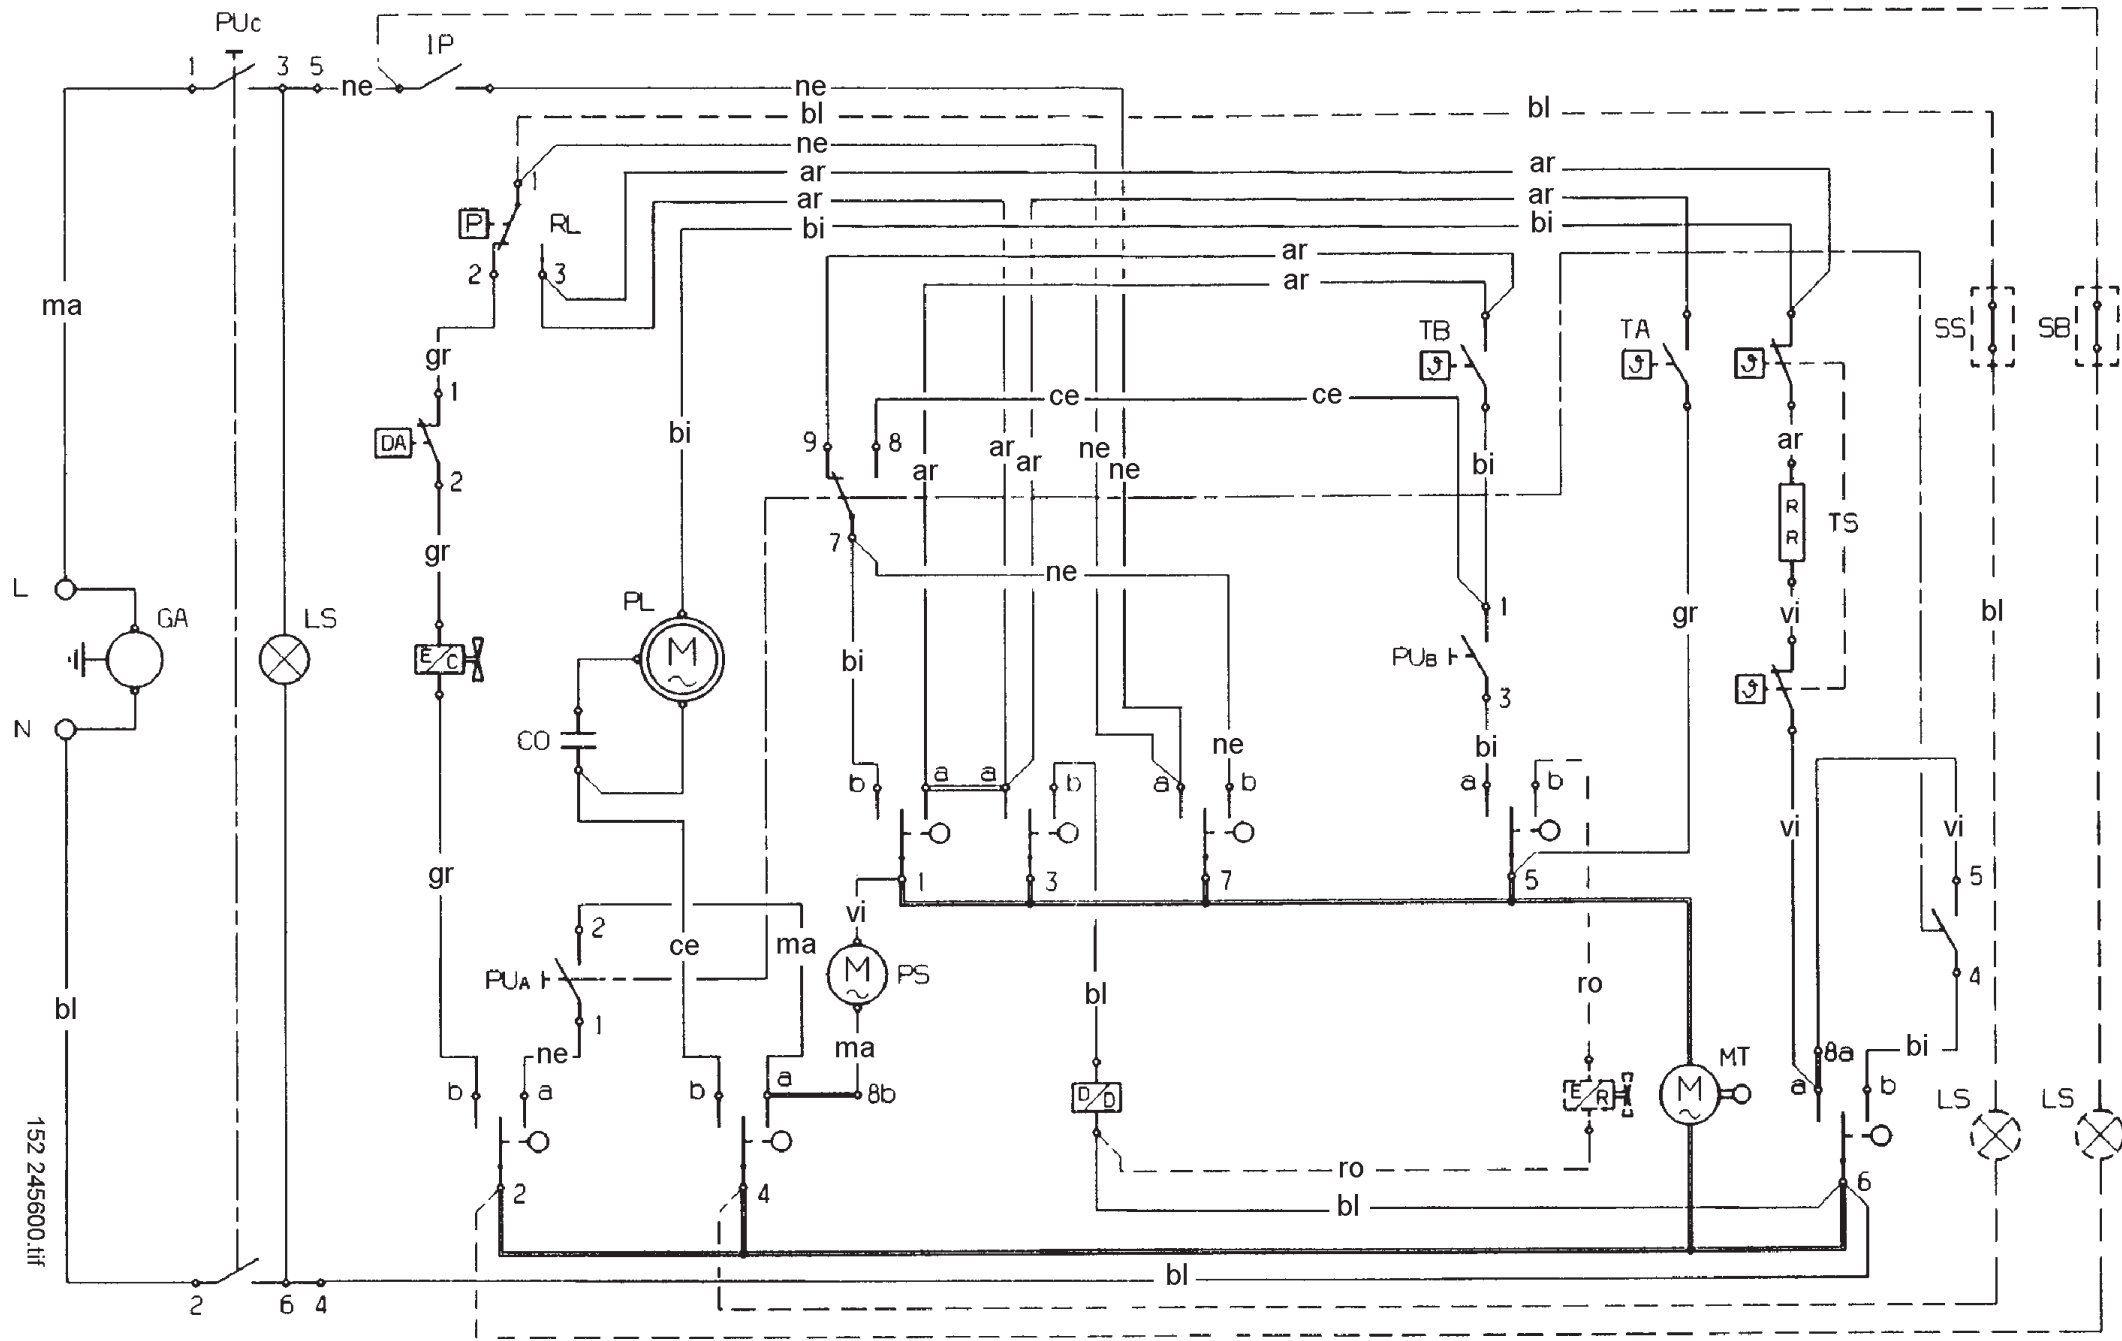 PUc
1 3 5 ne IP ne
bl bl
ne
1 ar ar
P RL ar ar
bi bi
2 3 ar
ar
ma
gr TB TA SS SB
ϑ ϑ ϑ
1
ce ce
DA bi 9 8 ar ar ar ne ne bi ar
2
R R TS
gr 7
ne
L GA LS PL 1 vi bl
M gr
E C bi PUB
N CO 3 ϑ
ne bi
b a a b a b a b
gr vi vi
1 3 7 5 5
2 ce ma vi
PUA M PS 4
bl bl ro
1
ne ma bi
b a b a 8b MT 8a
D D E R M a b LS LS
2 4 ro 6
bl
bl
2 6 4
152 245600.tif